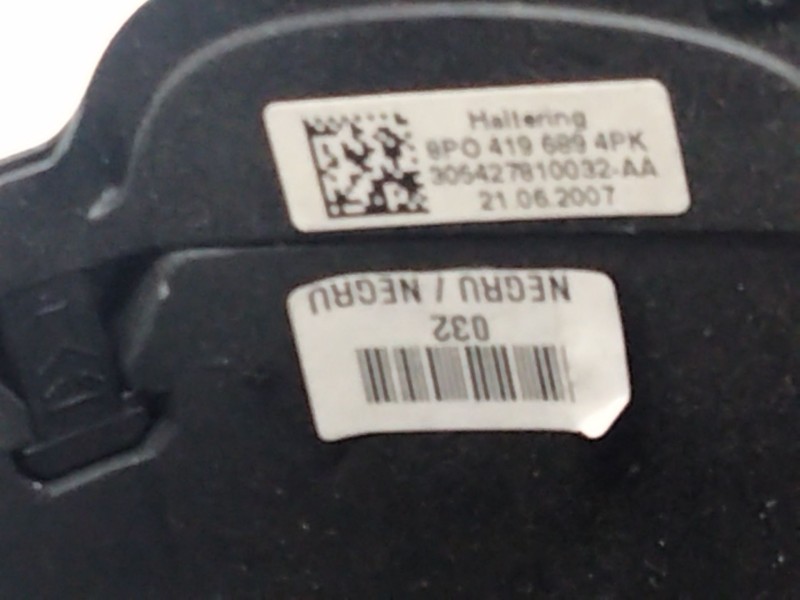 Haltering
8P0 419 689 4PK
305427810032-AA
21.06.2007
NEGRU / NEGRU
032